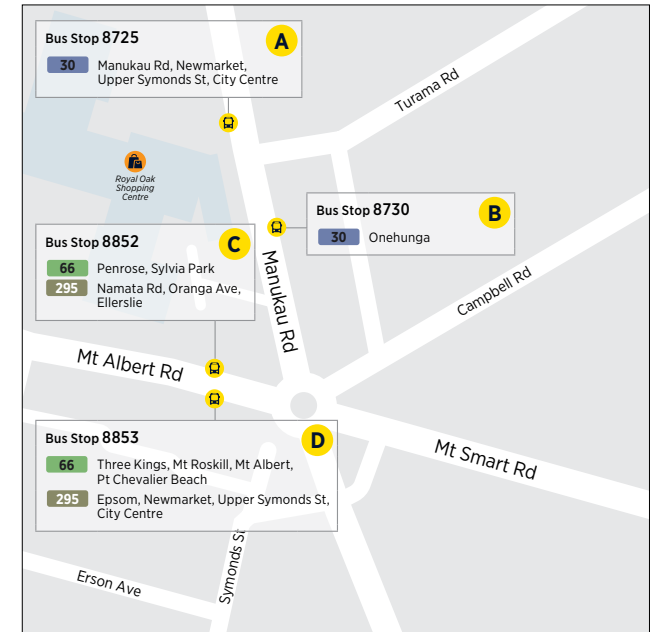 Bus Stop 8725
A
30 Manukau Rd, Newmarket,
Upper Symonds St, City Centre
Turama Rd
Royal Oak
Shopping
Centre
Bus Stop 8730
B
30 Onehunga
Bus Stop 8852
C
66 Penrose, Sylvia Park
295 Namata Rd, Oranga Ave,
Ellerslie
Manukau Rd
Campbell Rd
Mt Albert Rd
Bus Stop 8853
D
66 Three Kings, Mt Roskill, Mt Albert,
Pt Chevalier Beach
295 Epsom, Newmarket, Upper Symonds St,
City Centre
Mt Smart Rd
Symonds St
Erson Ave